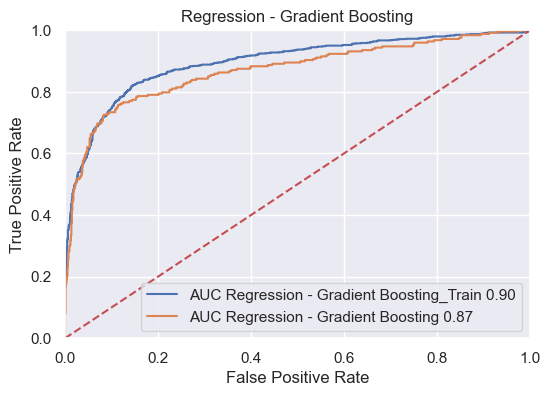 Regression - Gradient Boosting
True Positive Rate
1.0
0.8
0.6
0.4
0.2
0.0
AUC Regression - Gradient Boosting_Train 0.90
AUC Regression - Gradient Boosting 0.87
0.0 0.2 0.4 0.6 0.8 1.0
False Positive Rate